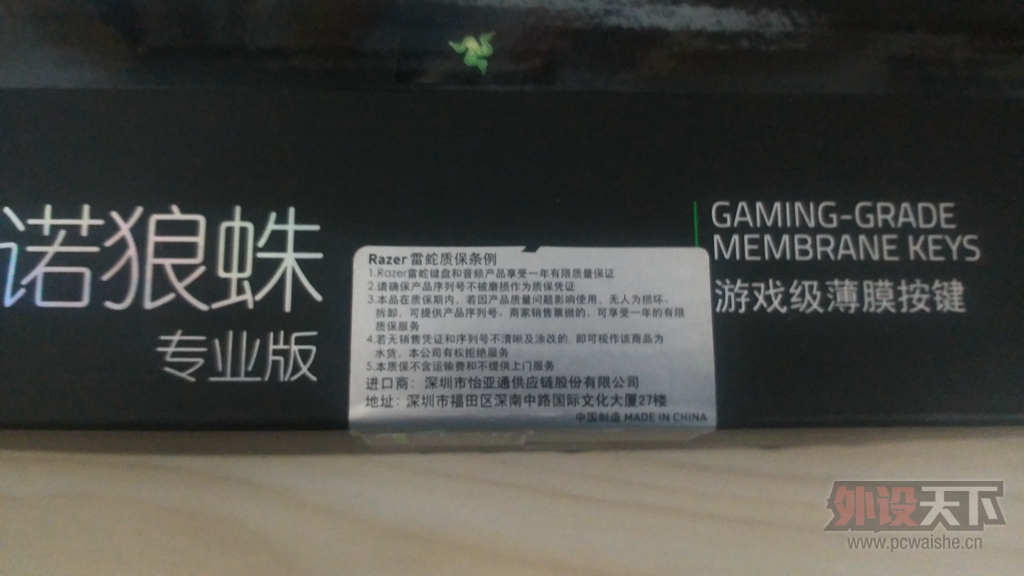 诺狼蛛
专业版
Razer雷蛇质保条例
1.Razer雷蛇键盘和音频产品享受一年有限质量保证
2.请确保产品序列号不被磨损作为质保凭证
3.本品在质保期内，若因产品质量问题影响使用、无人为损坏、
拆卸，可提供产品序列号、商家销售票据的，可享受一年的有限
质保服务
4.若无销售凭证和序列号不清晰及涂改的，即可视作该商品为
水货，本公司有权拒绝服务
5.本质保不含运输费和不提供上门服务
进口商：深圳市怡亚通供应链股份有限公司
地址：深圳市福田区深南中路国际文化大厦27楼
中国制造 MADE IN CHINA
GAMING-GRADE
MEMBRANE KEYS
游戏级薄膜按键
外设天下
www.pcwaishe.cn